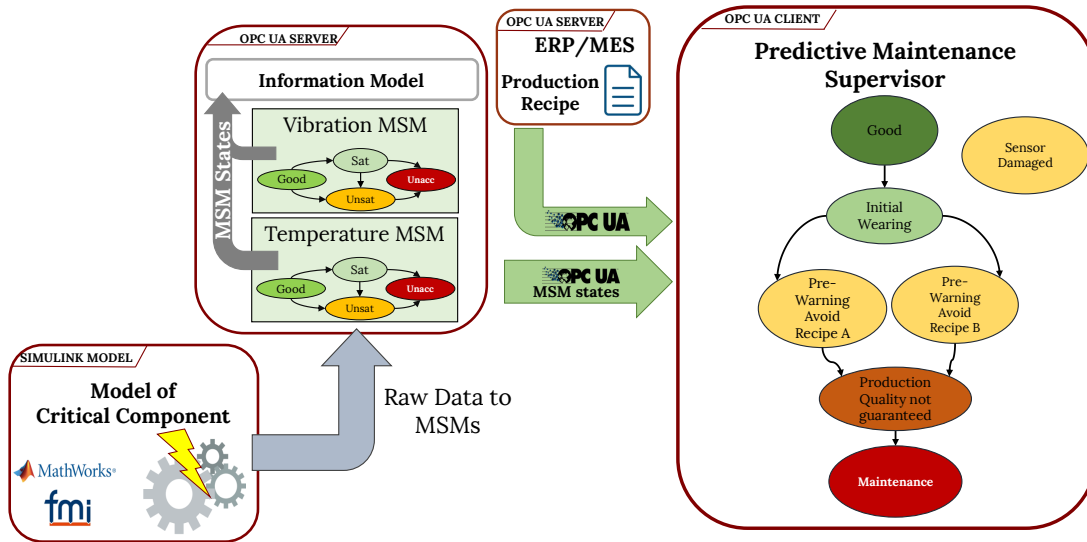 OPC UA SERVER
Information Model
MSM States
Vibration MSM
Good
Sat
Unsat
Unacc
Temperature MSM
Good
Sat
Unsat
Unacc
OPC UA SERVER
ERP/MES
Production
Recipe
OPC UA
OPC UA
MSM states
SIMULINK MODEL
Model of
Critical Component
MathWorks®
fmi
Raw Data to
MSMs
OPC UA CLIENT
Predictive Maintenance
Supervisor
Good
Sensor
Damaged
Initial
Wearing
Pre-
Warning
Avoid
Recipe A
Pre-
Warning
Avoid
Recipe B
Production
Quality not
guaranteed
Maintenance